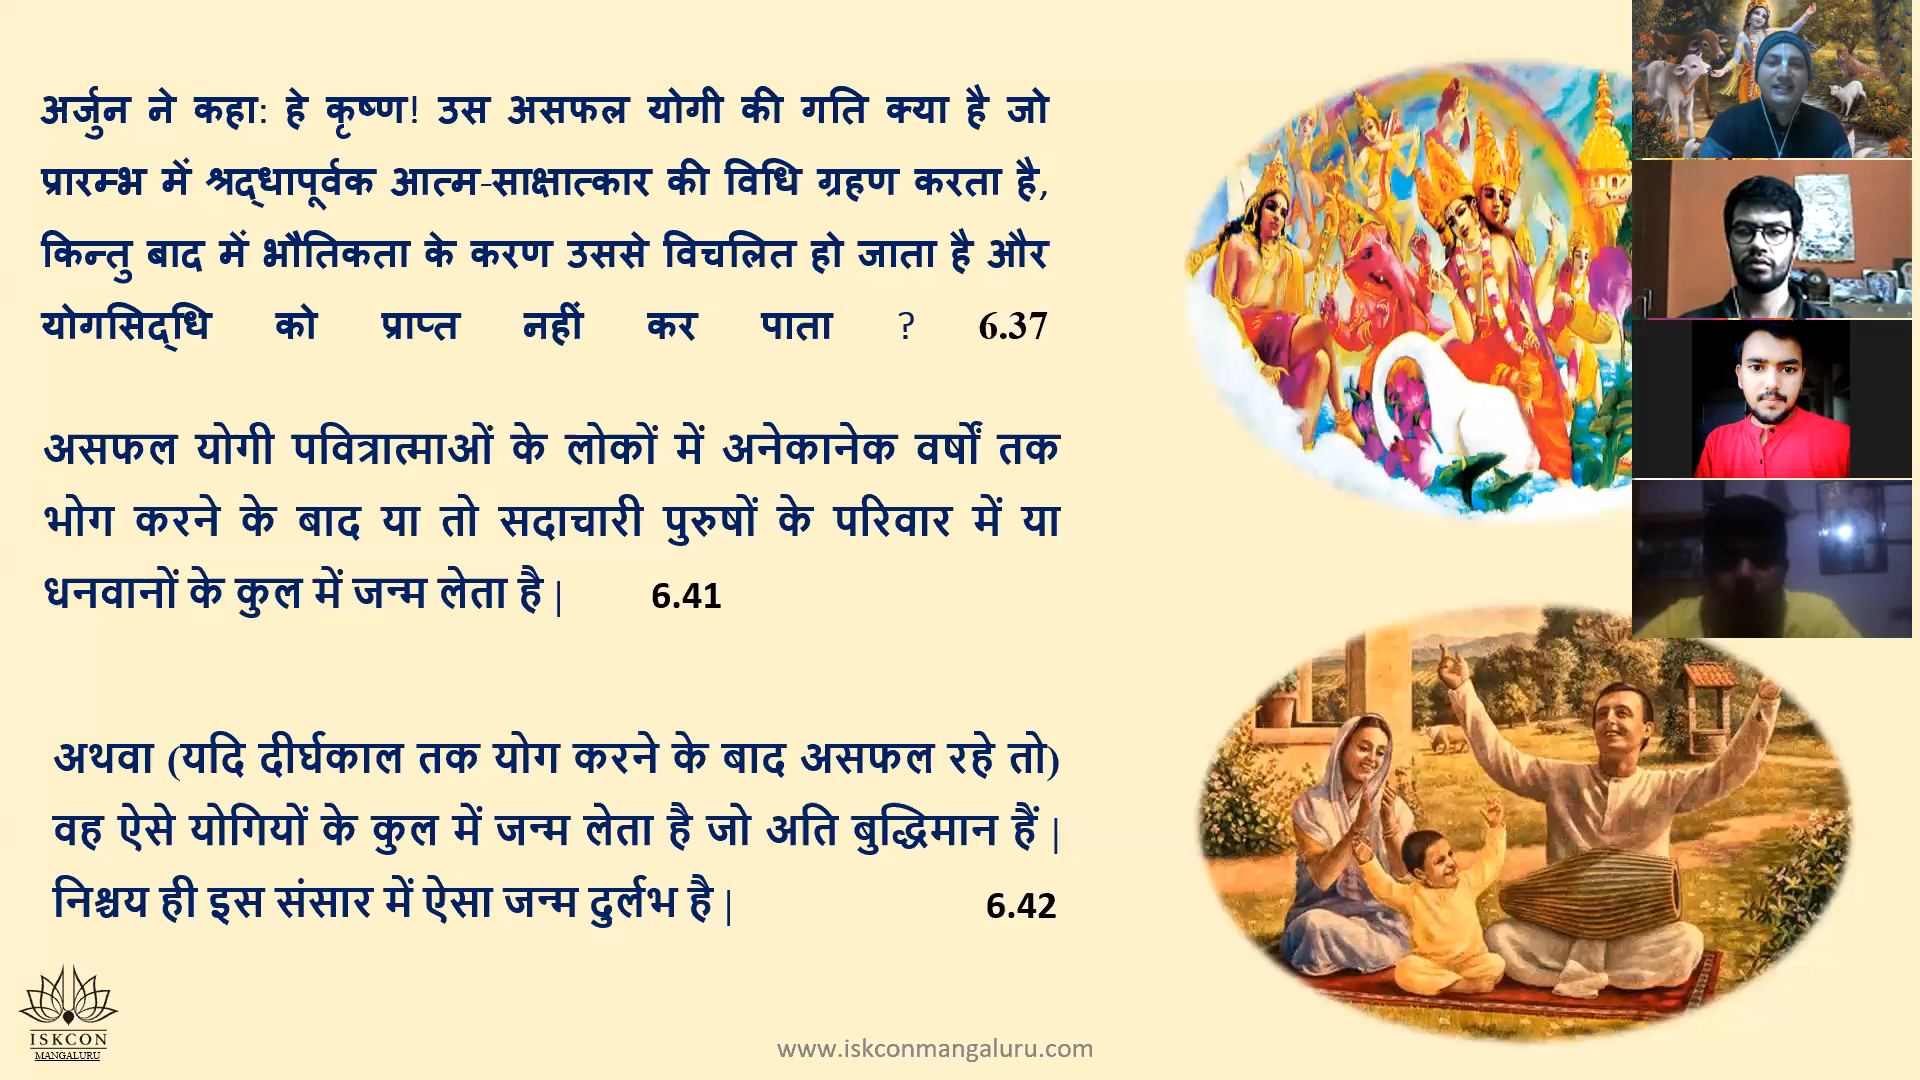 अर्जुन ने कहा: हे कृष्ण! उस असफल योगी की गति क्या है जो
प्रारम्भ में श्रद्धापूर्वक आत्म-साक्षात्कार की विधि ग्रहण करता है,
किन्तु बाद में भौतिकता के करण उससे विचलित हो जाता है और
योगसिद्धि को प्राप्त नहीं कर पाता ? 6.37
असफल योगी पवित्रात्माओं के लोकों में अनेकानेक वर्षों तक
भोग करने के बाद या तो सदाचारी पुरुषों के परिवार में या
धनवानों के कुल में जन्म लेता है | 6.41
अथवा (यदि दीर्घकाल तक योग करने के बाद असफल रहे तो)
वह ऐसे योगियों के कुल में जन्म लेता है जो अति बुद्धिमान हैं |
निश्चय ही इस संसार में ऐसा जन्म दुर्लभ है | 6.42
ISKCON
MANGALURU
www.iskconmangaluru.com